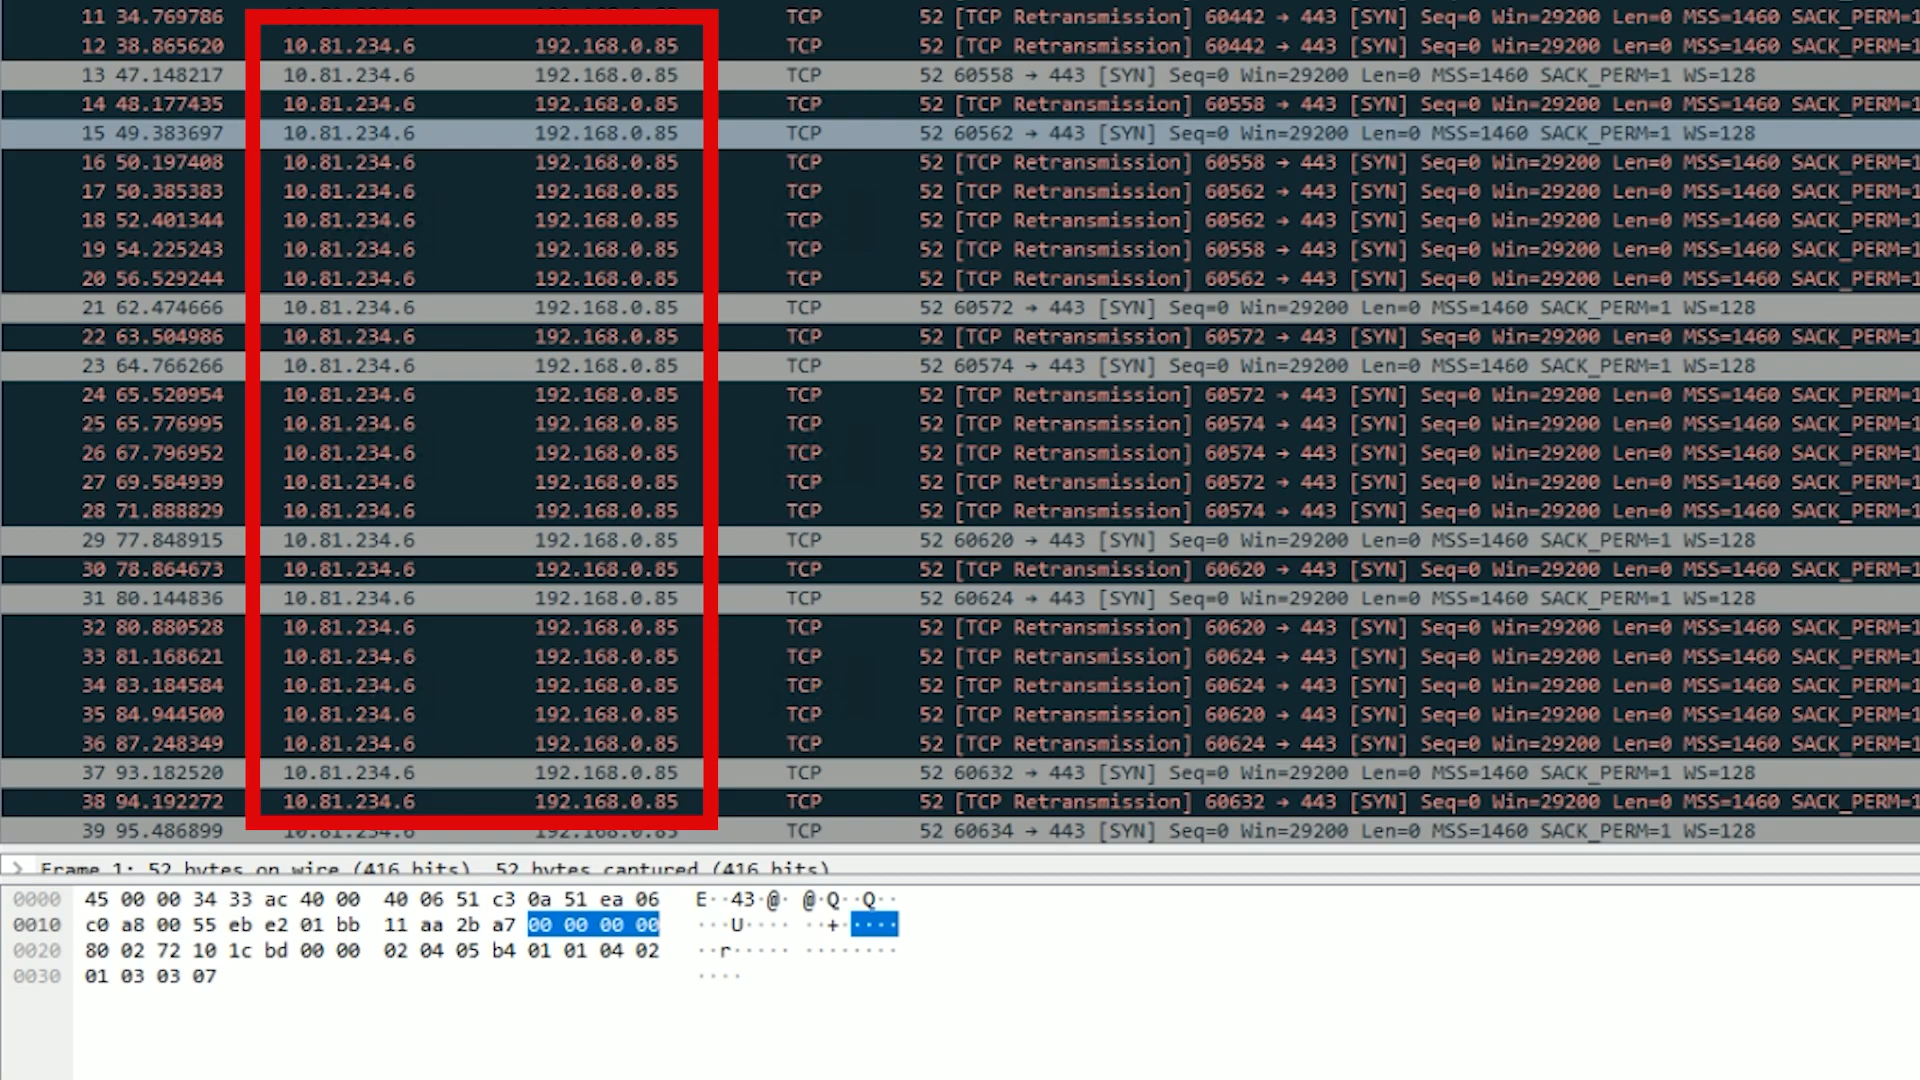 11 34.769786 TCP 52 [TCP Retransmission] 60442 → 443 [SYN] Seq=0 Win=29200 Len=0 MSS=1460 SACK_PERM=1
12 38.865620 10.81.234.6 192.168.0.85 TCP 52 [TCP Retransmission] 60442 → 443 [SYN] Seq=0 Win=29200 Len=0 MSS=1460 SACK_PERM=1
13 47.148217 10.81.234.6 192.168.0.85 TCP 52 60558 → 443 [SYN] Seq=0 Win=29200 Len=0 MSS=1460 SACK_PERM=1 WS=128
14 48.177435 10.81.234.6 192.168.0.85 TCP 52 [TCP Retransmission] 60558 → 443 [SYN] Seq=0 Win=29200 Len=0 MSS=1460 SACK_PERM=1
15 49.383697 10.81.234.6 192.168.0.85 TCP 52 60562 → 443 [SYN] Seq=0 Win=29200 Len=0 MSS=1460 SACK_PERM=1 WS=128
16 50.197408 10.81.234.6 192.168.0.85 TCP 52 [TCP Retransmission] 60558 → 443 [SYN] Seq=0 Win=29200 Len=0 MSS=1460 SACK_PERM=1
17 50.385383 10.81.234.6 192.168.0.85 TCP 52 [TCP Retransmission] 60562 → 443 [SYN] Seq=0 Win=29200 Len=0 MSS=1460 SACK_PERM=1
18 52.401344 10.81.234.6 192.168.0.85 TCP 52 [TCP Retransmission] 60562 → 443 [SYN] Seq=0 Win=29200 Len=0 MSS=1460 SACK_PERM=1
19 54.225243 10.81.234.6 192.168.0.85 TCP 52 [TCP Retransmission] 60558 → 443 [SYN] Seq=0 Win=29200 Len=0 MSS=1460 SACK_PERM=1
20 56.529244 10.81.234.6 192.168.0.85 TCP 52 [TCP Retransmission] 60562 → 443 [SYN] Seq=0 Win=29200 Len=0 MSS=1460 SACK_PERM=1
21 62.474666 10.81.234.6 192.168.0.85 TCP 52 60572 → 443 [SYN] Seq=0 Win=29200 Len=0 MSS=1460 SACK_PERM=1 WS=128
22 63.504986 10.81.234.6 192.168.0.85 TCP 52 [TCP Retransmission] 60572 → 443 [SYN] Seq=0 Win=29200 Len=0 MSS=1460 SACK_PERM=1
23 64.766266 10.81.234.6 192.168.0.85 TCP 52 60574 → 443 [SYN] Seq=0 Win=29200 Len=0 MSS=1460 SACK_PERM=1 WS=128
24 65.520954 10.81.234.6 192.168.0.85 TCP 52 [TCP Retransmission] 60572 → 443 [SYN] Seq=0 Win=29200 Len=0 MSS=1460 SACK_PERM=1
25 65.776995 10.81.234.6 192.168.0.85 TCP 52 [TCP Retransmission] 60574 → 443 [SYN] Seq=0 Win=29200 Len=0 MSS=1460 SACK_PERM=1
26 67.796952 10.81.234.6 192.168.0.85 TCP 52 [TCP Retransmission] 60574 → 443 [SYN] Seq=0 Win=29200 Len=0 MSS=1460 SACK_PERM=1
27 69.584939 10.81.234.6 192.168.0.85 TCP 52 [TCP Retransmission] 60572 → 443 [SYN] Seq=0 Win=29200 Len=0 MSS=1460 SACK_PERM=1
28 71.888829 10.81.234.6 192.168.0.85 TCP 52 [TCP Retransmission] 60574 → 443 [SYN] Seq=0 Win=29200 Len=0 MSS=1460 SACK_PERM=1
29 77.848915 10.81.234.6 192.168.0.85 TCP 52 60620 → 443 [SYN] Seq=0 Win=29200 Len=0 MSS=1460 SACK_PERM=1 WS=128
30 78.864673 10.81.234.6 192.168.0.85 TCP 52 [TCP Retransmission] 60620 → 443 [SYN] Seq=0 Win=29200 Len=0 MSS=1460 SACK_PERM=1
31 80.144836 10.81.234.6 192.168.0.85 TCP 52 60624 → 443 [SYN] Seq=0 Win=29200 Len=0 MSS=1460 SACK_PERM=1 WS=128
32 80.880528 10.81.234.6 192.168.0.85 TCP 52 [TCP Retransmission] 60620 → 443 [SYN] Seq=0 Win=29200 Len=0 MSS=1460 SACK_PERM=1
33 81.168621 10.81.234.6 192.168.0.85 TCP 52 [TCP Retransmission] 60624 → 443 [SYN] Seq=0 Win=29200 Len=0 MSS=1460 SACK_PERM=1
34 83.184584 10.81.234.6 192.168.0.85 TCP 52 [TCP Retransmission] 60624 → 443 [SYN] Seq=0 Win=29200 Len=0 MSS=1460 SACK_PERM=1
35 84.944500 10.81.234.6 192.168.0.85 TCP 52 [TCP Retransmission] 60620 → 443 [SYN] Seq=0 Win=29200 Len=0 MSS=1460 SACK_PERM=1
36 87.248349 10.81.234.6 192.168.0.85 TCP 52 [TCP Retransmission] 60624 → 443 [SYN] Seq=0 Win=29200 Len=0 MSS=1460 SACK_PERM=1
37 93.182520 10.81.234.6 192.168.0.85 TCP 52 60632 → 443 [SYN] Seq=0 Win=29200 Len=0 MSS=1460 SACK_PERM=1 WS=128
38 94.192272 10.81.234.6 192.168.0.85 TCP 52 [TCP Retransmission] 60632 → 443 [SYN] Seq=0 Win=29200 Len=0 MSS=1460 SACK_PERM=1
39 95.486899 10.81.234.6 192.168.0.85 TCP 52 60634 → 443 [SYN] Seq=0 Win=29200 Len=0 MSS=1460 SACK_PERM=1 WS=128
Frame 1: 52 bytes on wire (416 bits), 52 bytes captured (416 bits)
0000 45 00 00 34 33 ac 40 00 40 06 51 c3 0a 51 ea 06 E··43·@· @·Q··Q··
0010 c0 a8 00 55 eb e2 01 bb 11 aa 2b a7 00 00 00 00 ···U···· ··+·····
0020 80 02 72 10 1c bd 00 00 02 04 05 b4 01 01 04 02 ··r····· ········
0030 01 03 03 07 ····